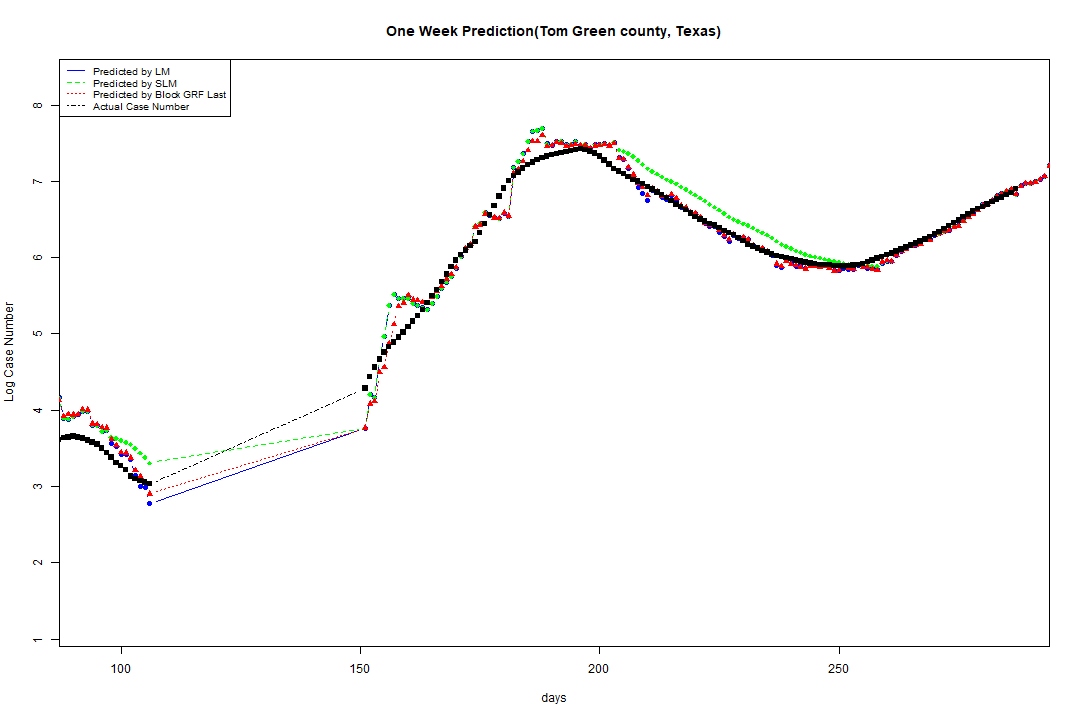 One Week Prediction(Tom Green county, Texas)
Predicted by LM
Predicted by SLM
Predicted by Block GRF Last
Actual Case Number
8
7
6
5
4
3
2
1
Log Case Number
100 150 200 250
days